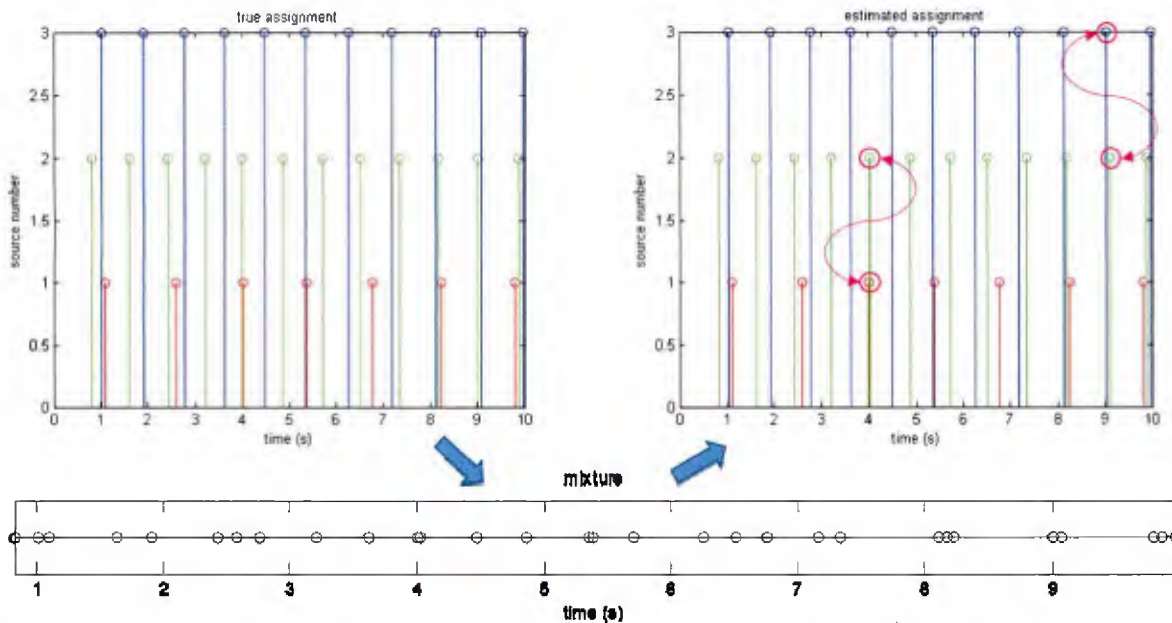 true assignment
3
2.5
2
1.5
1
0.5
0
source number
0 1 2 3 4 5 6 7 8 9 10
time (s)
estimated assignment
3
2.5
2
1.5
1
0.5
0
source number
0 1 2 3 4 5 6 7 8 9 10
time (s)
mixture
1 2 3 4 5 6 7 8 9
time (s)